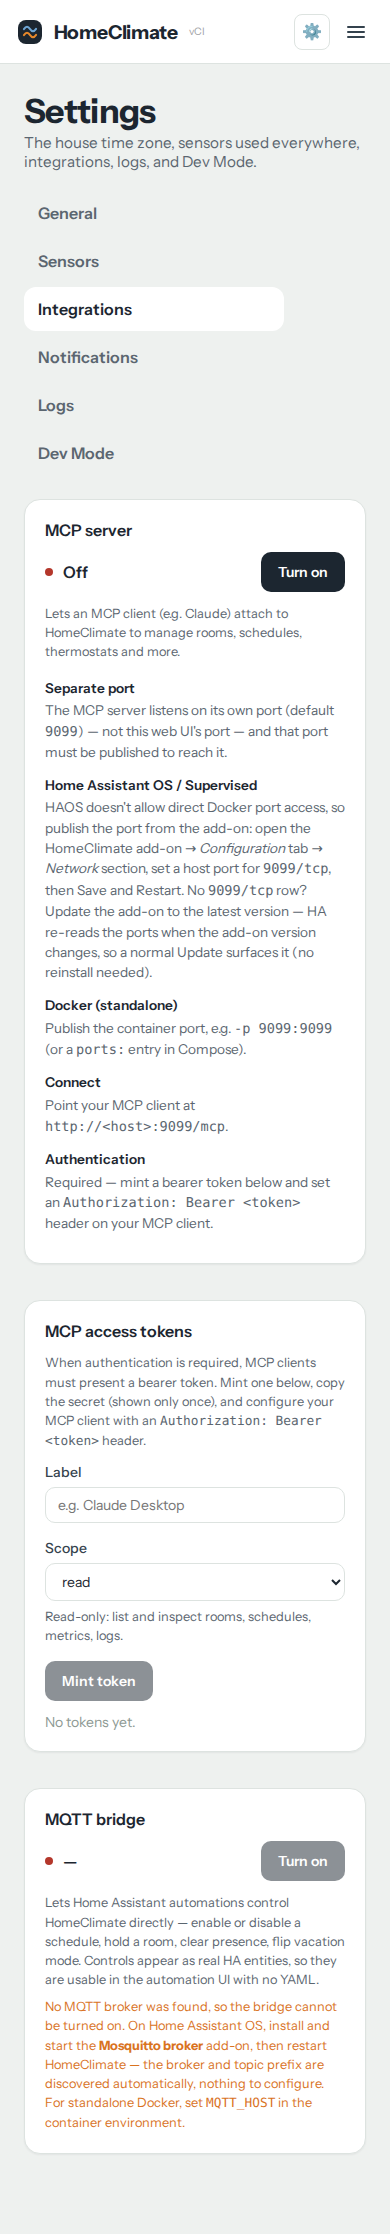 HomeClimate vCI
Settings
The house time zone, sensors used everywhere,
integrations, logs, and Dev Mode.
General
Sensors
Integrations
Notifications
Logs
Dev Mode
MCP server
Off
Turn on
Lets an MCP client (e.g. Claude) attach to
HomeClimate to manage rooms, schedules,
thermostats and more.
Separate port
The MCP server listens on its own port (default
9099) — not this web UI's port — and that port
must be published to reach it.
Home Assistant OS / Supervised
HAOS doesn't allow direct Docker port access, so
publish the port from the add-on: open the
HomeClimate add-on → Configuration tab →
Network section, set a host port for 9099/tcp,
then Save and Restart. No 9099/tcp row?
Update the add-on to the latest version — HA
re-reads the ports when the add-on version
changes, so a normal Update surfaces it (no
reinstall needed).
Docker (standalone)
Publish the container port, e.g. -p 9099:9099
(or a ports: entry in Compose).
Connect
Point your MCP client at
http://<host>:9099/mcp.
Authentication
Required — mint a bearer token below and set
an Authorization: Bearer <token>
header on your MCP client.
MCP access tokens
When authentication is required, MCP clients
must present a bearer token. Mint one below, copy
the secret (shown only once), and configure your
MCP client with an Authorization: Bearer
<token> header.
Label
e.g. Claude Desktop
Scope
read
Read-only: list and inspect rooms, schedules,
metrics, logs.
Mint token
No tokens yet.
MQTT bridge
—
Turn on
Lets Home Assistant automations control
HomeClimate directly — enable or disable a
schedule, hold a room, clear presence, flip vacation
mode. Controls appear as real HA entities, so they
are usable in the automation UI with no YAML.
No MQTT broker was found, so the bridge cannot
be turned on. On Home Assistant OS, install and
start the Mosquitto broker add-on, then restart
HomeClimate — the broker and topic prefix are
discovered automatically, nothing to configure.
For standalone Docker, set MQTT_HOST in the
container environment.